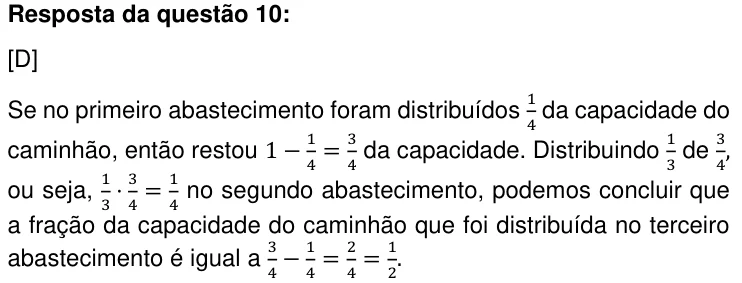 Resposta da questão 10:
[D]
Se no primeiro abastecimento foram distribuídos 1/4 da capacidade do
caminhão, então restou 1 − 1/4 = 3/4 da capacidade. Distribuindo 1/3 de 3/4,
ou seja, 1/3 · 3/4 = 1/4 no segundo abastecimento, podemos concluir que
a fração da capacidade do caminhão que foi distribuída no terceiro
abastecimento é igual a 3/4 − 1/4 = 2/4 = 1/2.